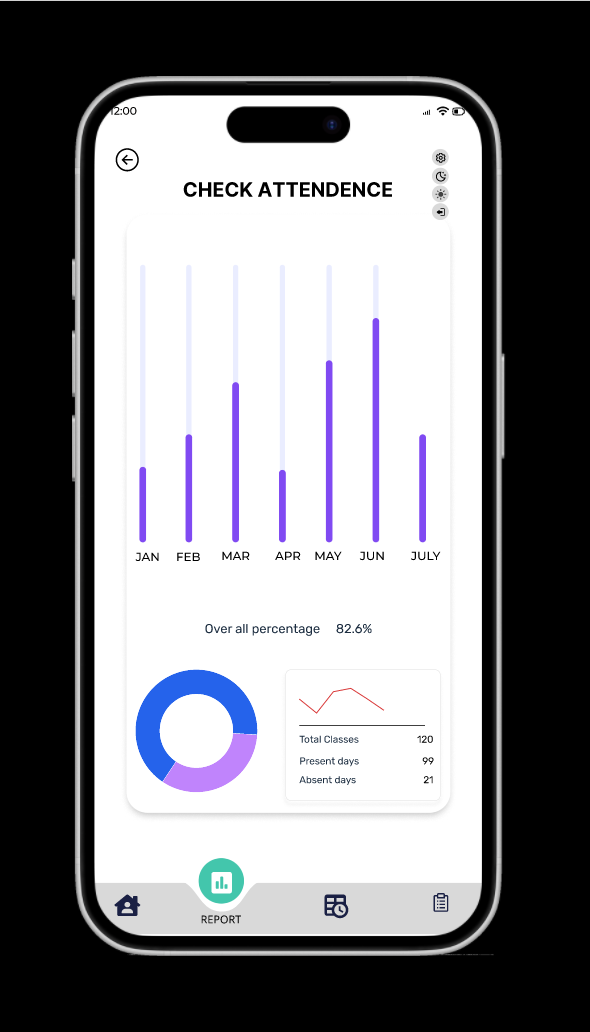 12:00
CHECK ATTENDENCE
JAN FEB MAR APR MAY JUN JULY
Over all percentage 82.6%
Total Classes 120
Present days 99
Absent days 21
REPORT